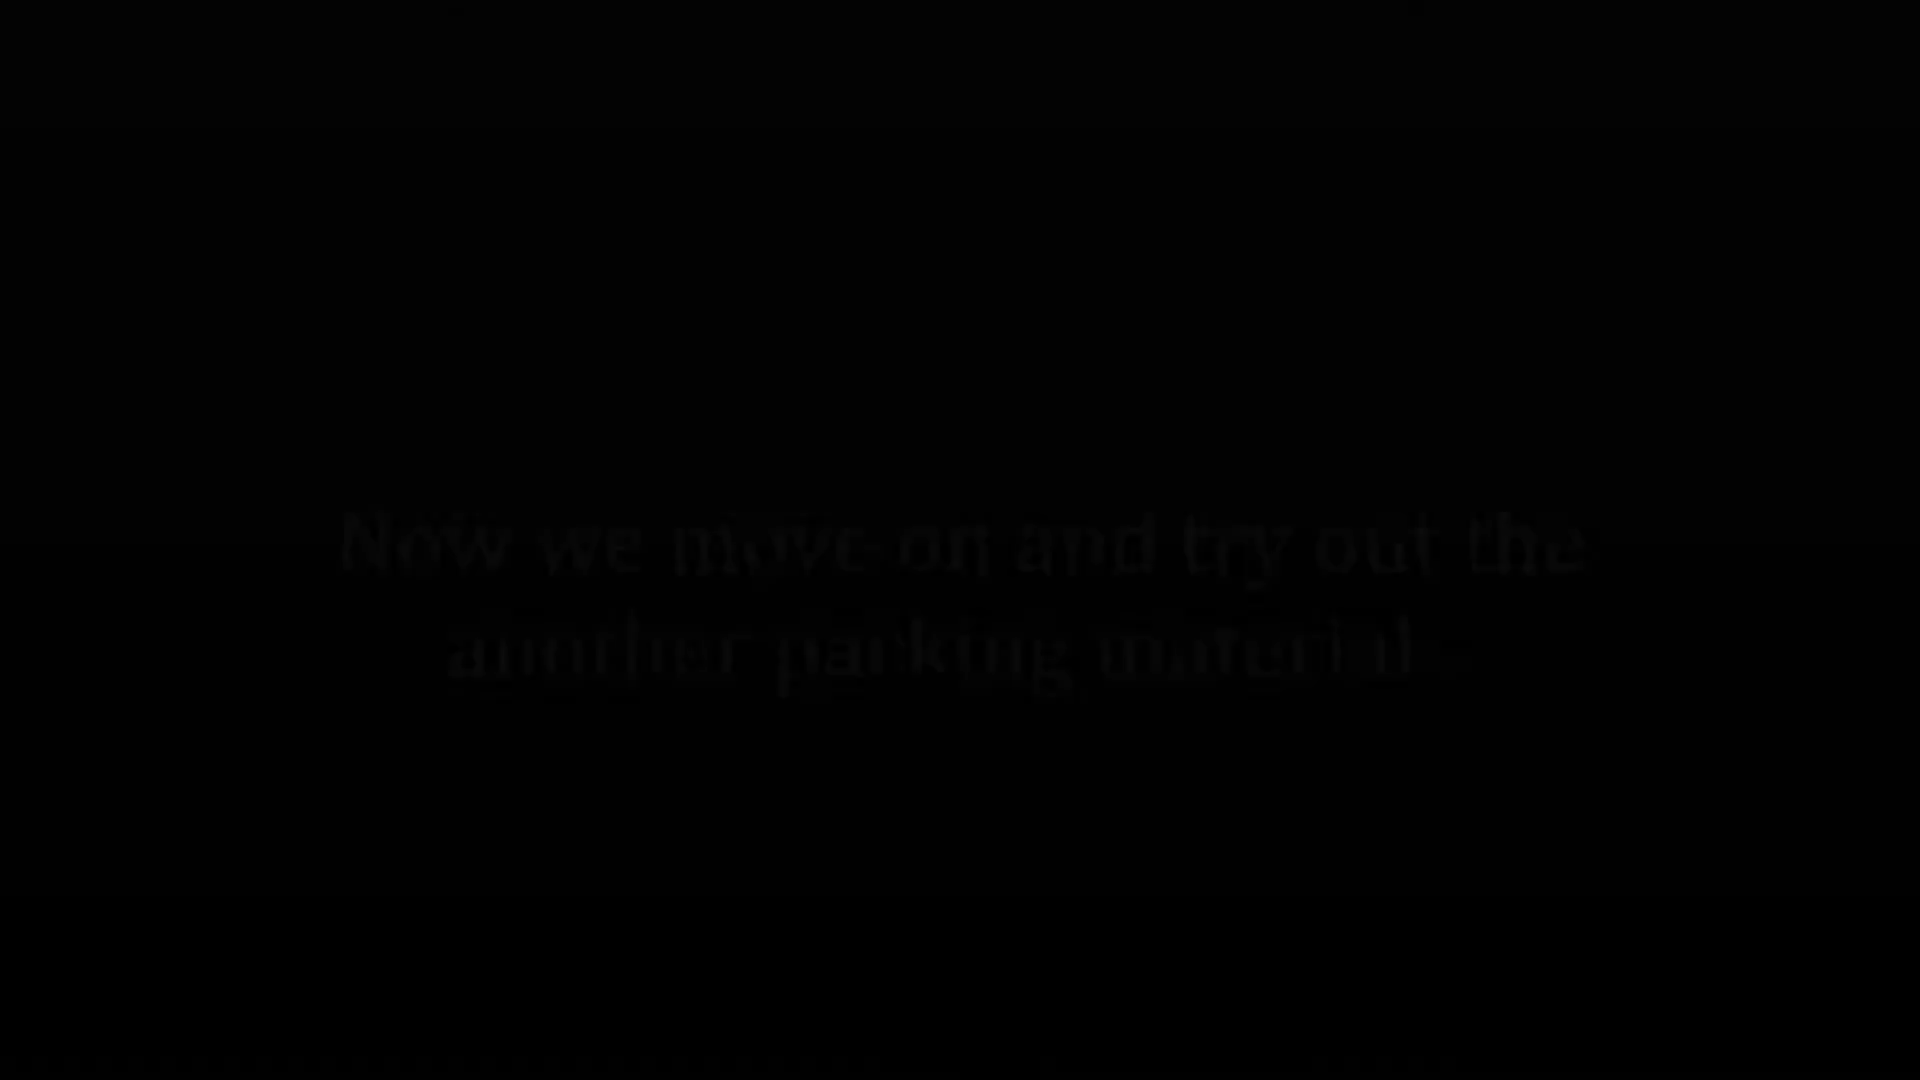 Now we move on and try out the
another packing material